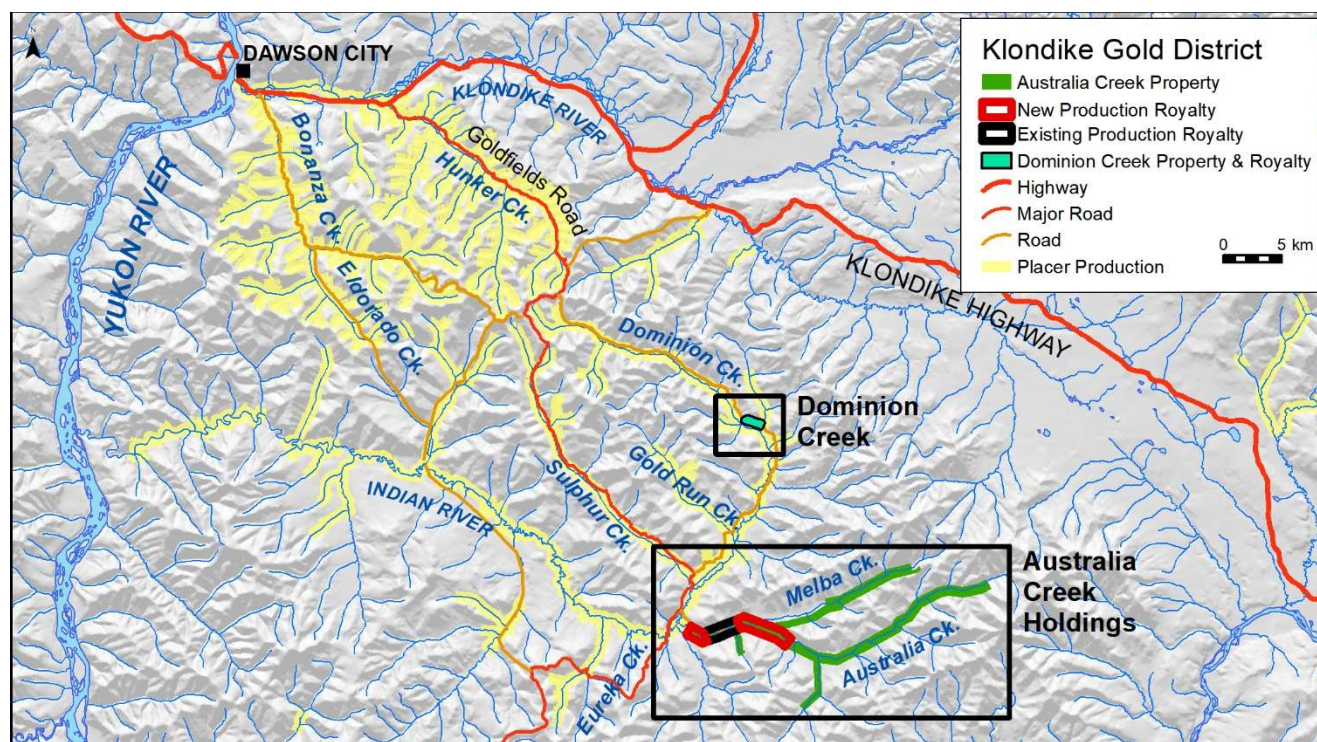 N
DAWSON CITY
KLONDIKE RIVER
Bonanza Ck.
Hunker Ck.
Goldfields Road
YUKON RIVER
Eldorado Ck.
KLONDIKE HIGHWAY
Dominion Ck.
Dominion
Creek
Gold Run Ck.
Sulphur Ck.
INDIAN RIVER
Melba Ck.
Australia Ck.
Eureka Ck.
Australia
Creek
Holdings
Klondike Gold District
Australia Creek Property
New Production Royalty
Existing Production Royalty
Dominion Creek Property & Royalty
Highway
Major Road
Road
Placer Production
0 5 km